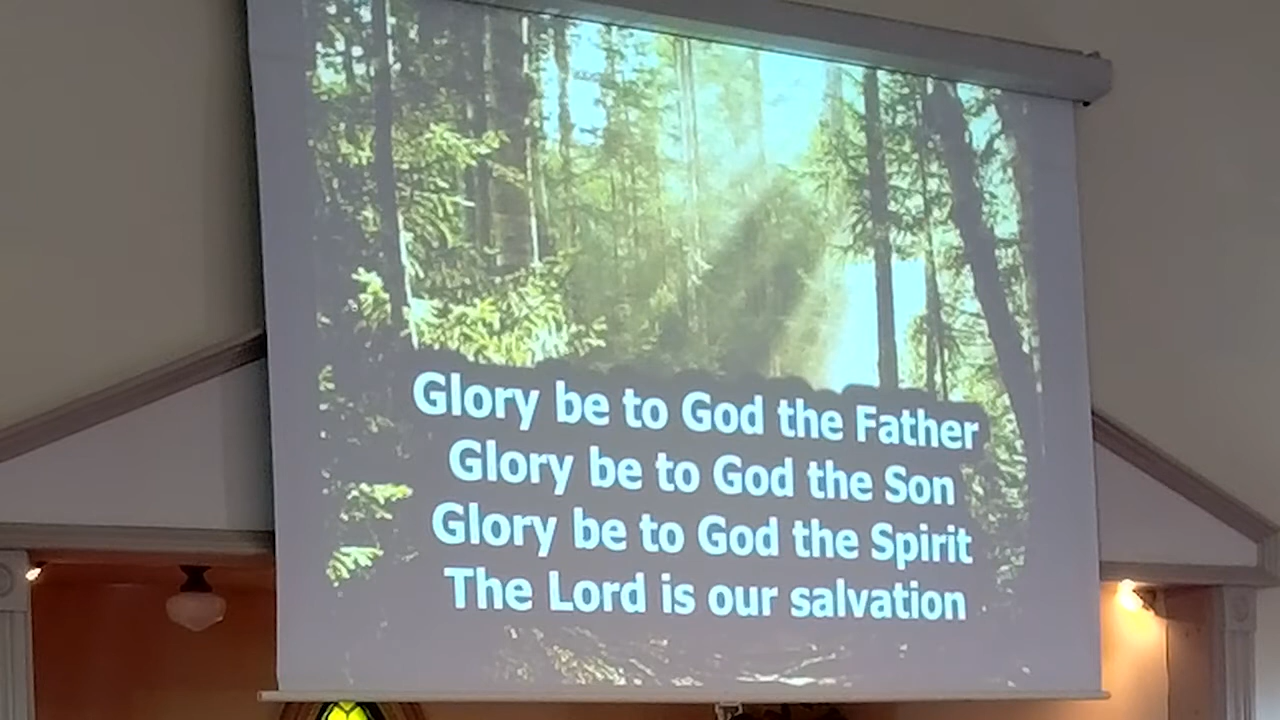 Glory be to God the Father
Glory be to God the Son
Glory be to God the Spirit
The Lord is our salvation